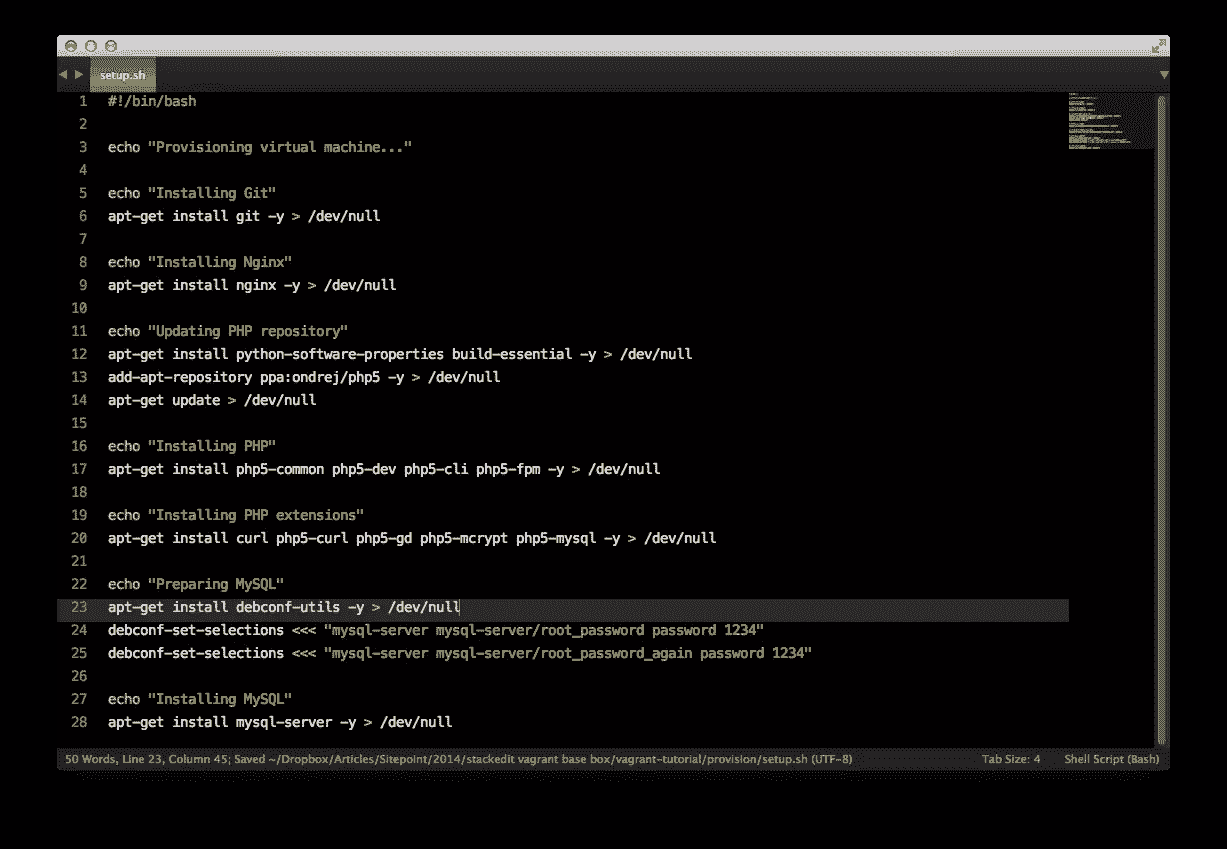 setup.sh
1 #!/bin/bash
2
3 echo "Provisioning virtual machine..."
4
5 echo "Installing Git"
6 apt-get install git -y > /dev/null
7
8 echo "Installing Nginx"
9 apt-get install nginx -y > /dev/null
10
11 echo "Updating PHP repository"
12 apt-get install python-software-properties build-essential -y > /dev/null
13 add-apt-repository ppa:ondrej/php5 -y > /dev/null
14 apt-get update > /dev/null
15
16 echo "Installing PHP"
17 apt-get install php5-common php5-dev php5-cli php5-fpm -y > /dev/null
18
19 echo "Installing PHP extensions"
20 apt-get install curl php5-curl php5-gd php5-mcrypt php5-mysql -y > /dev/null
21
22 echo "Preparing MySQL"
23 apt-get install debconf-utils -y > /dev/null
24 debconf-set-selections <<< "mysql-server mysql-server/root_password password 1234"
25 debconf-set-selections <<< "mysql-server mysql-server/root_password_again password 1234"
26
27 echo "Installing MySQL"
28 apt-get install mysql-server -y > /dev/null
50 Words, Line 23, Column 45; Saved ~/Dropbox/Articles/Sitepoint/2014/stackedit vagrant base box/vagrant-tutorial/provision/setup.sh (UTF-8) Tab Size: 4 Shell Script (Bash)